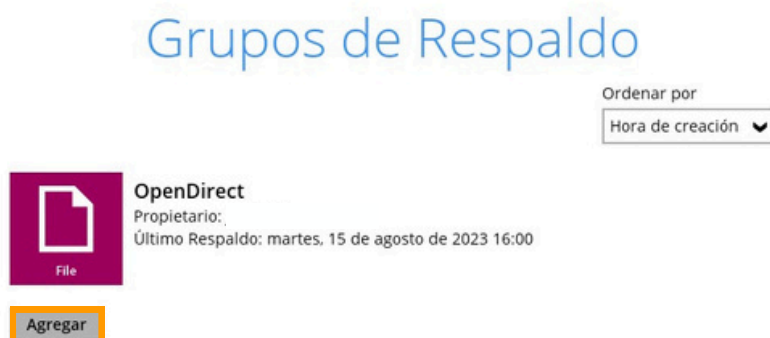 Grupos de Respaldo
Ordenar por
Hora de creación
OpenDirect
Propietario:
Último Respaldo: martes, 15 de agosto de 2023 16:00
File
Agregar